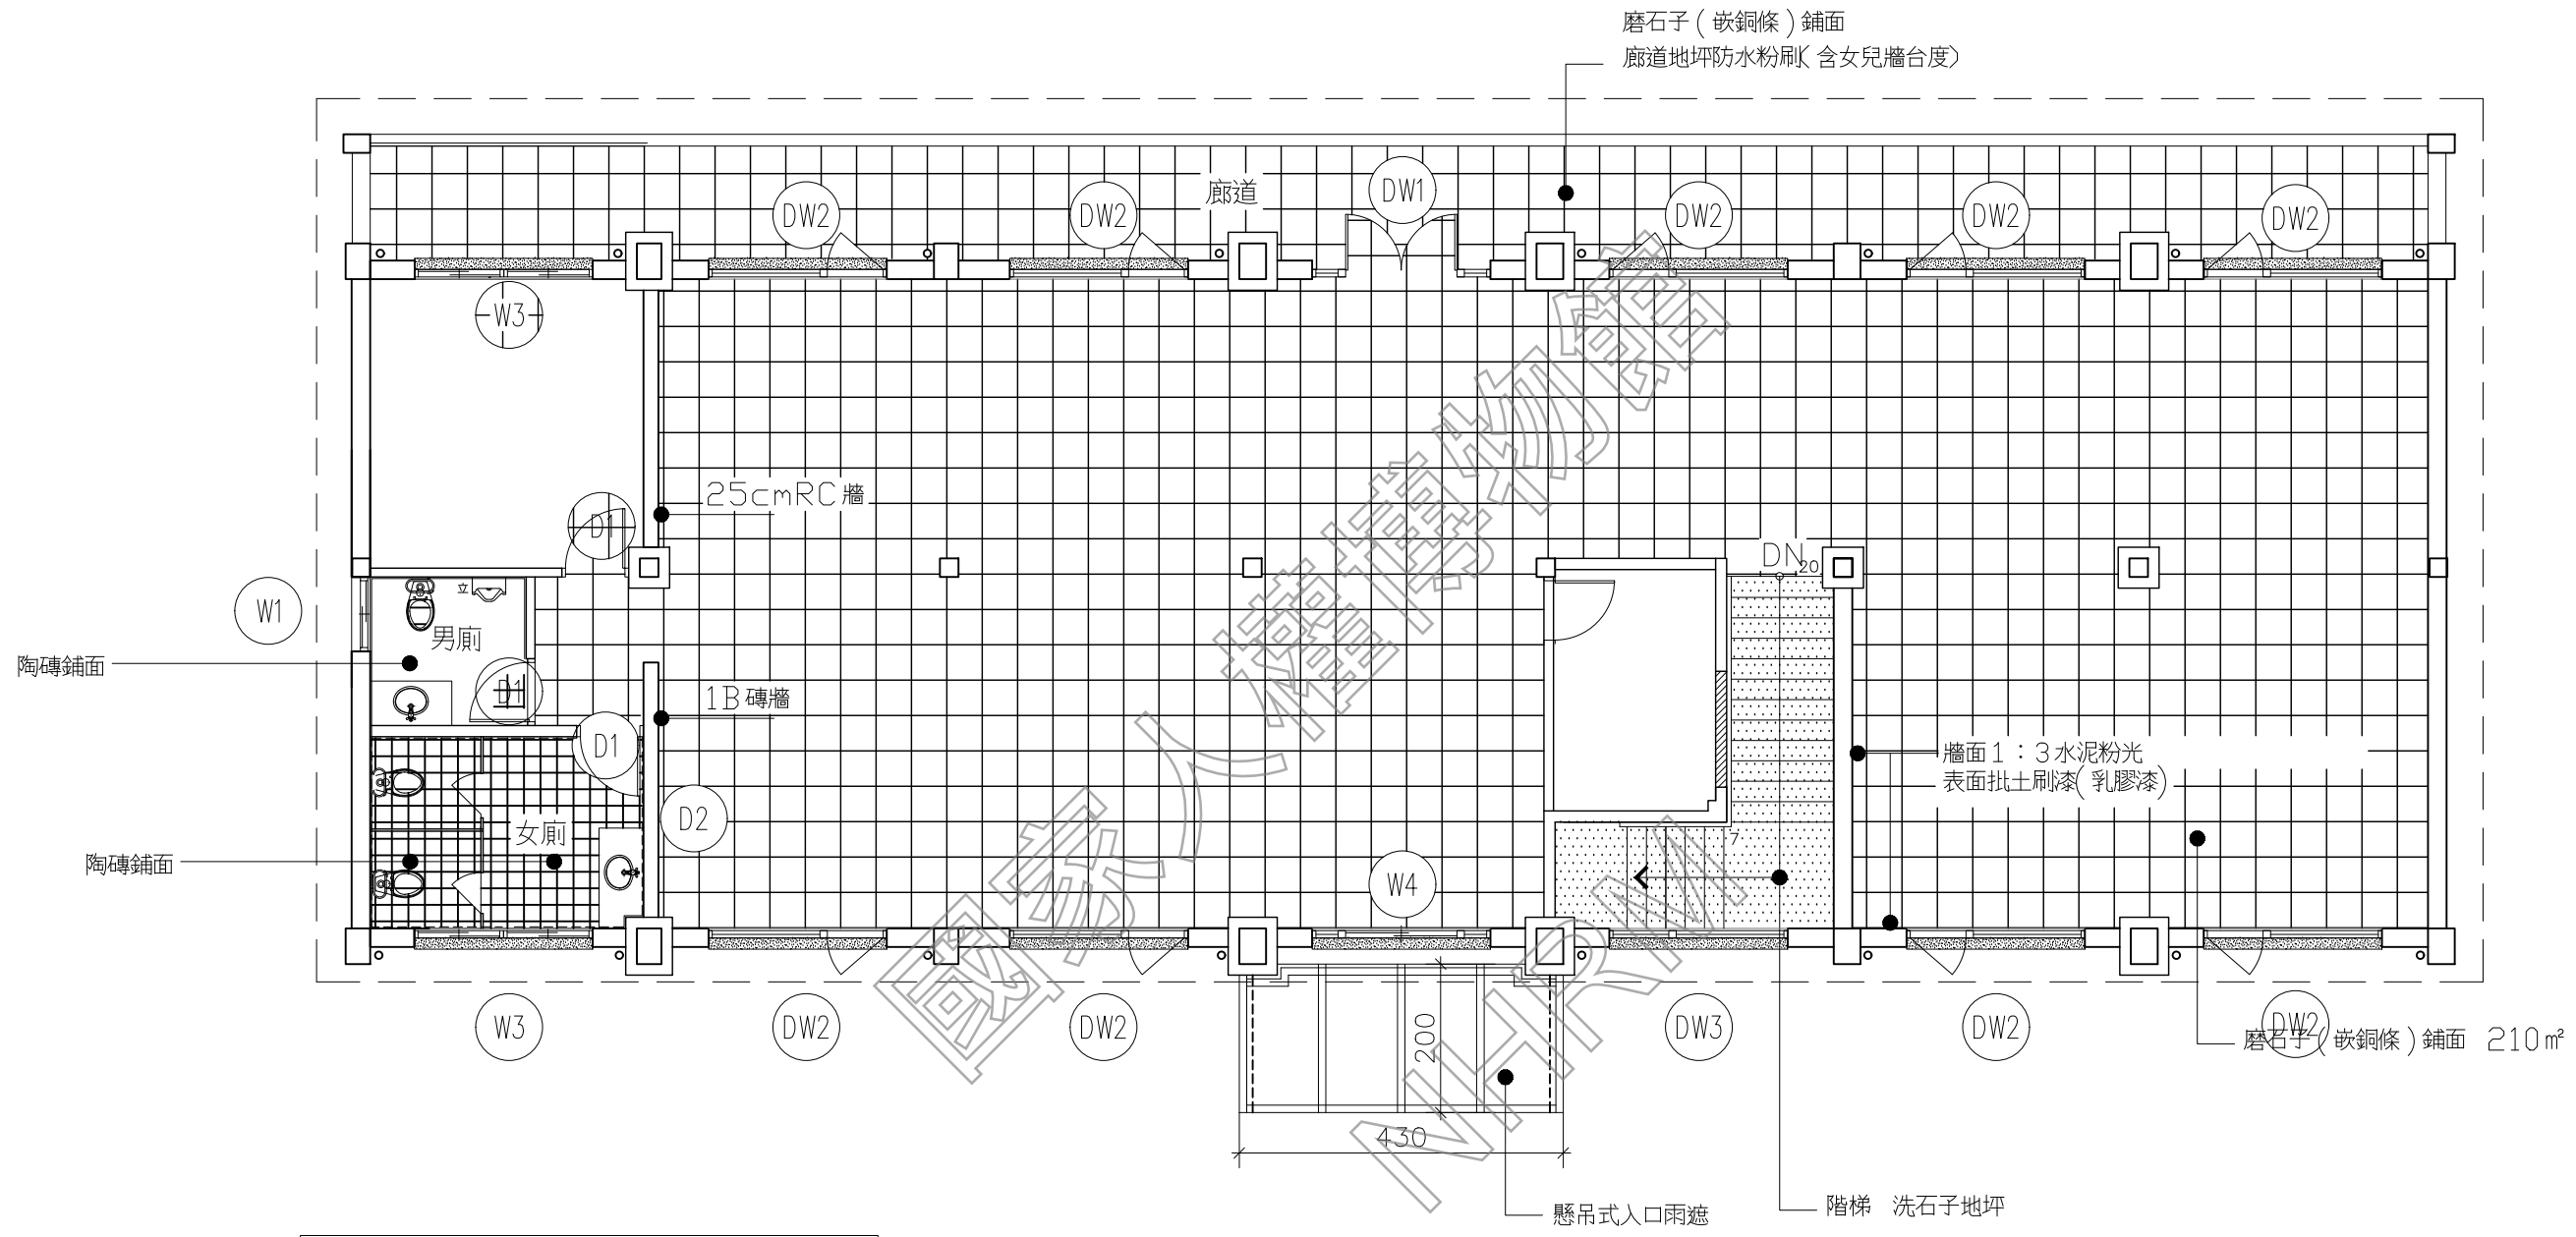 磨石子(嵌銅條)鋪面
廊道地坪防水粉刷(含女兒牆台度)
廊道
DW1
DW2
DW2
DW2
DW2
DW2
W3
25cmRC牆
D1
DN
20
W1
立
男廁
陶磚鋪面
D1
1B磚牆
D1
牆面1:3水泥粉光
表面批土刷漆(乳膠漆)
D2
女廁
7
陶磚鋪面
W4
W3
DW2
DW2
200
DW3
DW2
DW2
磨石子(嵌銅條)鋪面 210㎡
430
懸吊式入口雨遮
階梯 洗石子地坪
國家人權博物館
NHRM